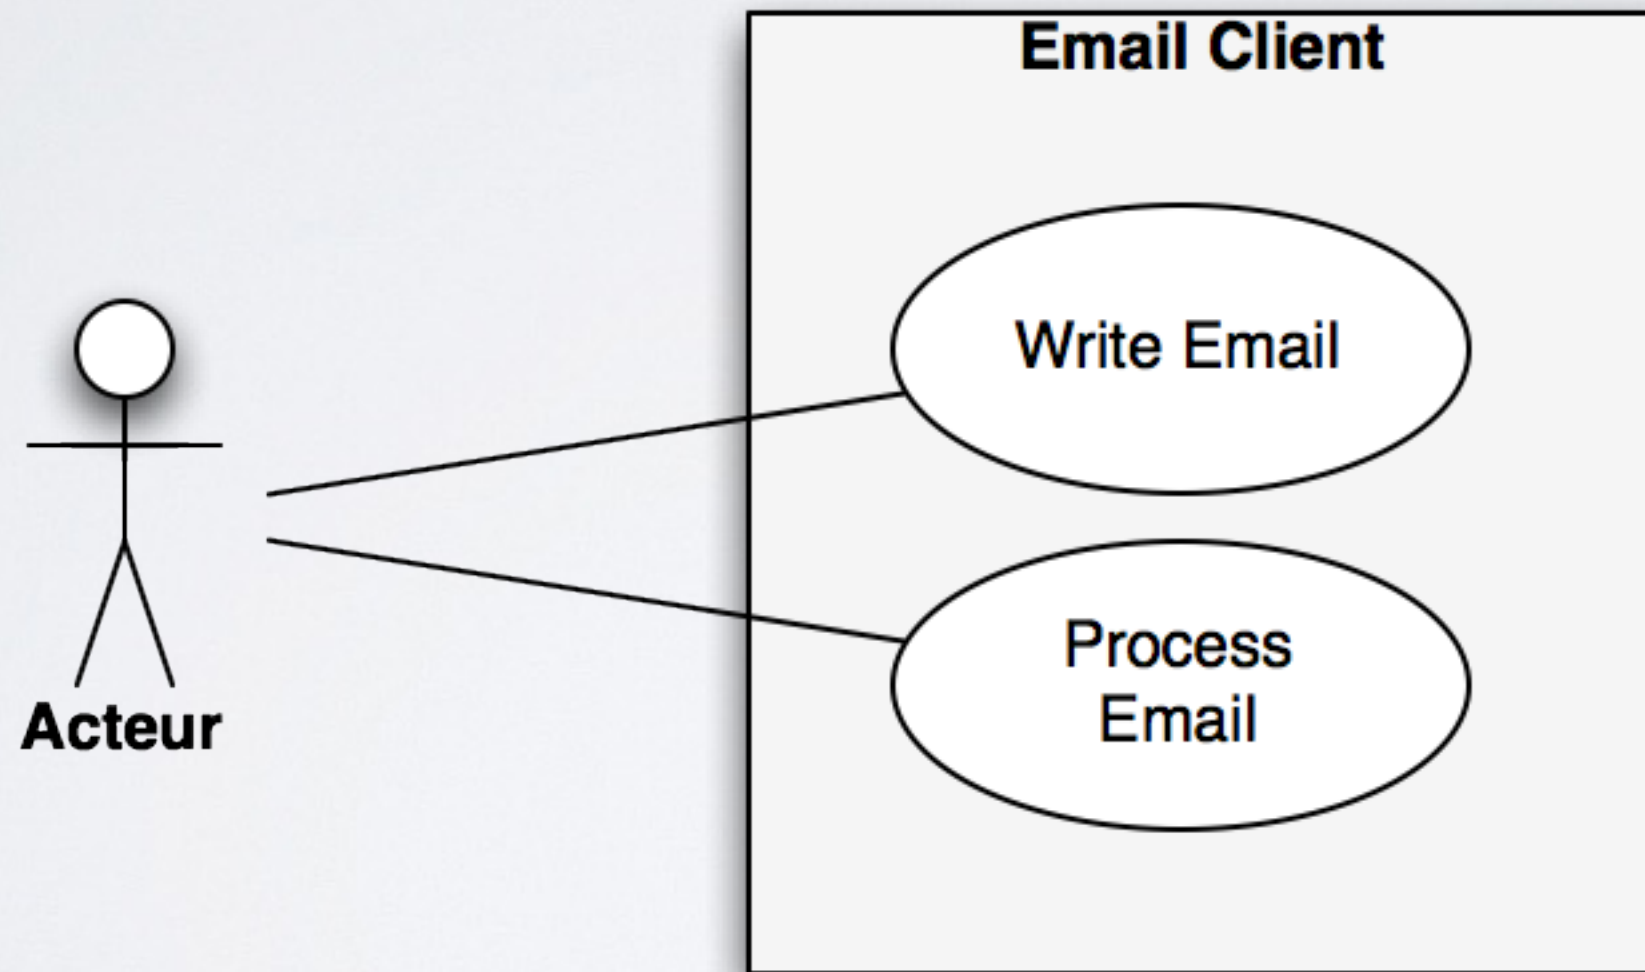 Email Client
Write Email
Process
Email
Acteur